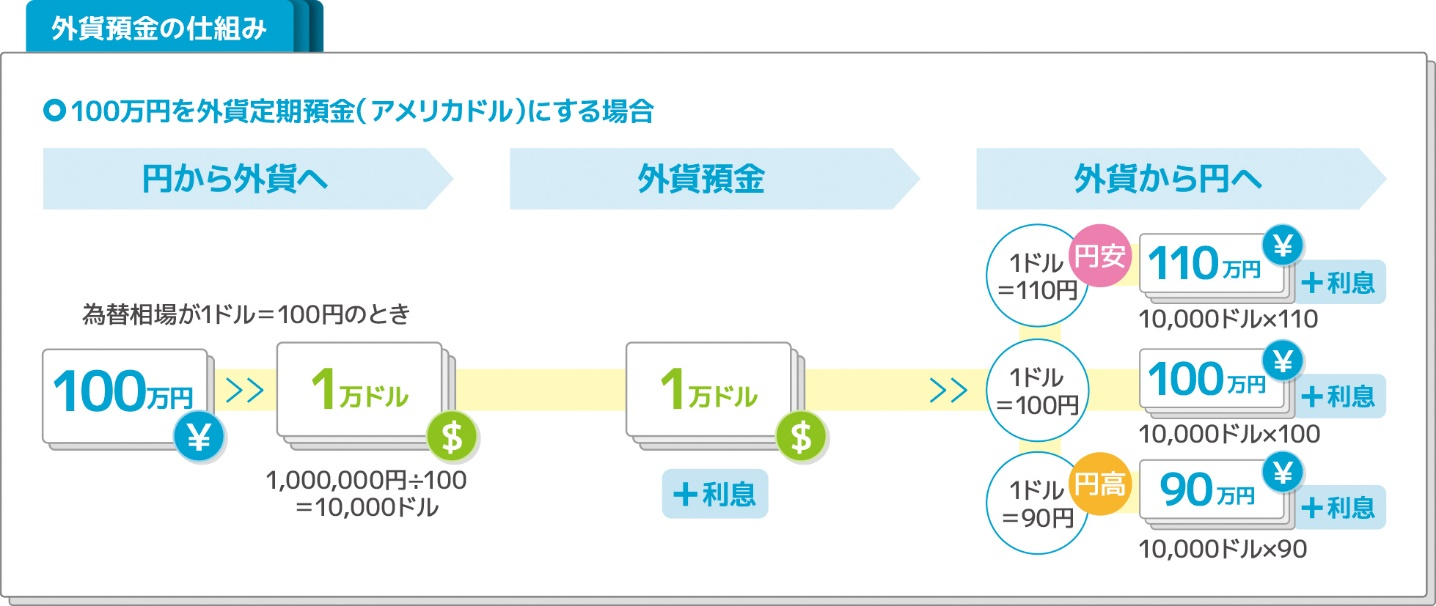 外貨預金の仕組み
100万円を外貨定期預金(アメリカドル)にする場合
円から外貨へ
外貨預金
外貨から円へ
為替相場が1ドル=100円のとき
100万円
¥
1万ドル
$
1,000,000円÷100
=10,000ドル
1万ドル
$
+利息
1ドル
=110円
円安
110万円
¥
+利息
10,000ドル×110
1ドル
=100円
100万円
¥
+利息
10,000ドル×100
1ドル
=90円
円高
90万円
¥
+利息
10,000ドル×90